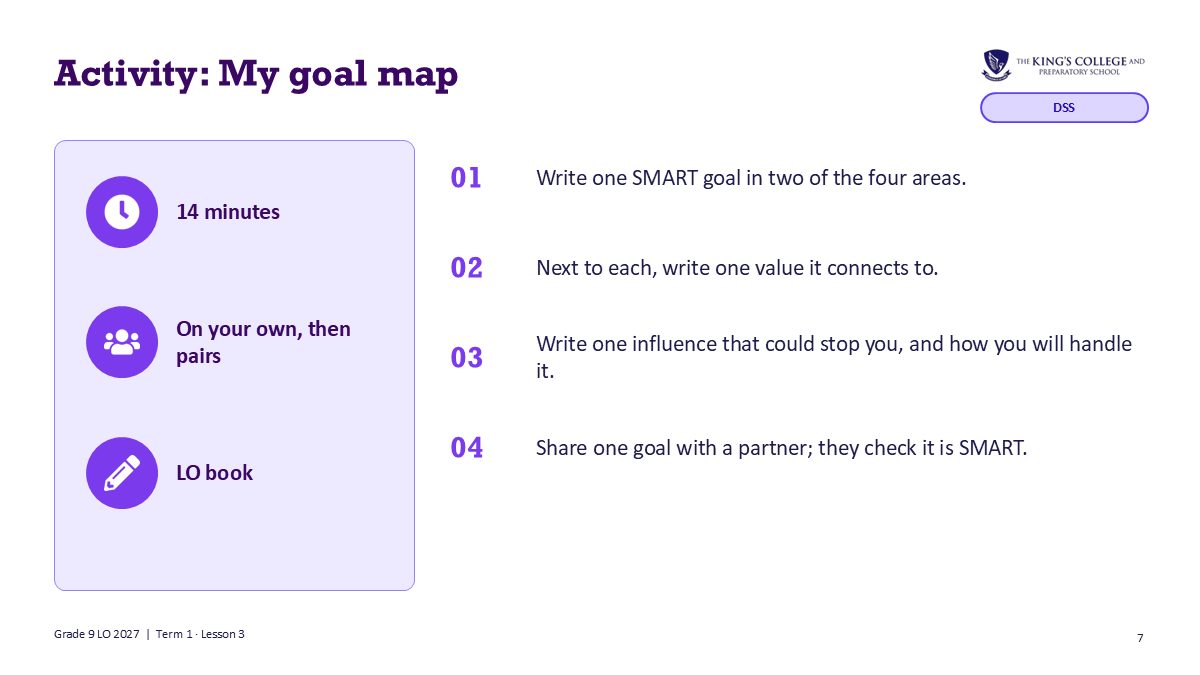 Activity: My goal map
THE KING'S COLLEGE AND
PREPARATORY SCHOOL
DSS
14 minutes
On your own, then
pairs
LO book
01
Write one SMART goal in two of the four areas.
02
Next to each, write one value it connects to.
03
Write one influence that could stop you, and how you will handle
it.
04
Share one goal with a partner; they check it is SMART.
Grade 9 LO 2027 | Term 1 · Lesson 3
7